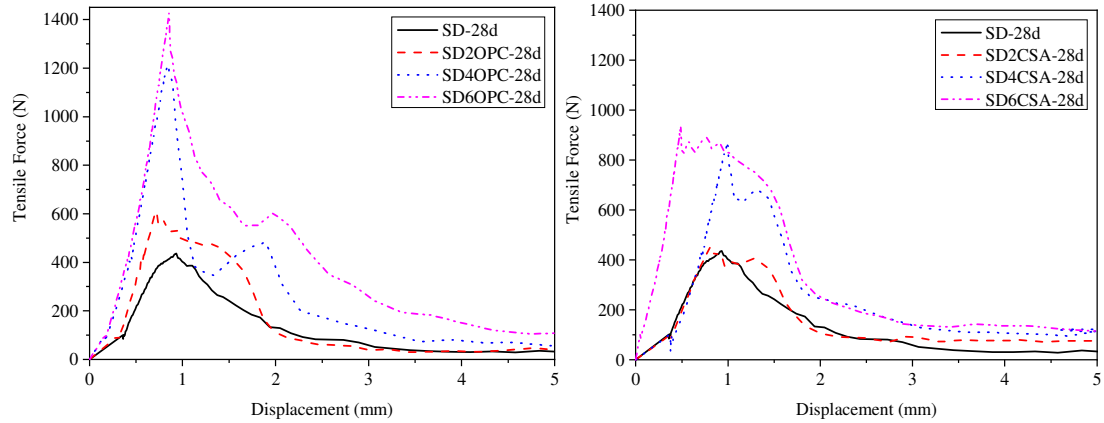 1400
1200
1000
800
600
400
200
0
Tensile Force (N)
SD-28d
SD2OPC-28d
SD4OPC-28d
SD6OPC-28d
0 1 2 3 4 5
Displacement (mm)
1400
1200
1000
800
600
400
200
0
Tensile Force (N)
SD-28d
SD2CSA-28d
SD4CSA-28d
SD6CSA-28d
0 1 2 3 4 5
Displacement (mm)